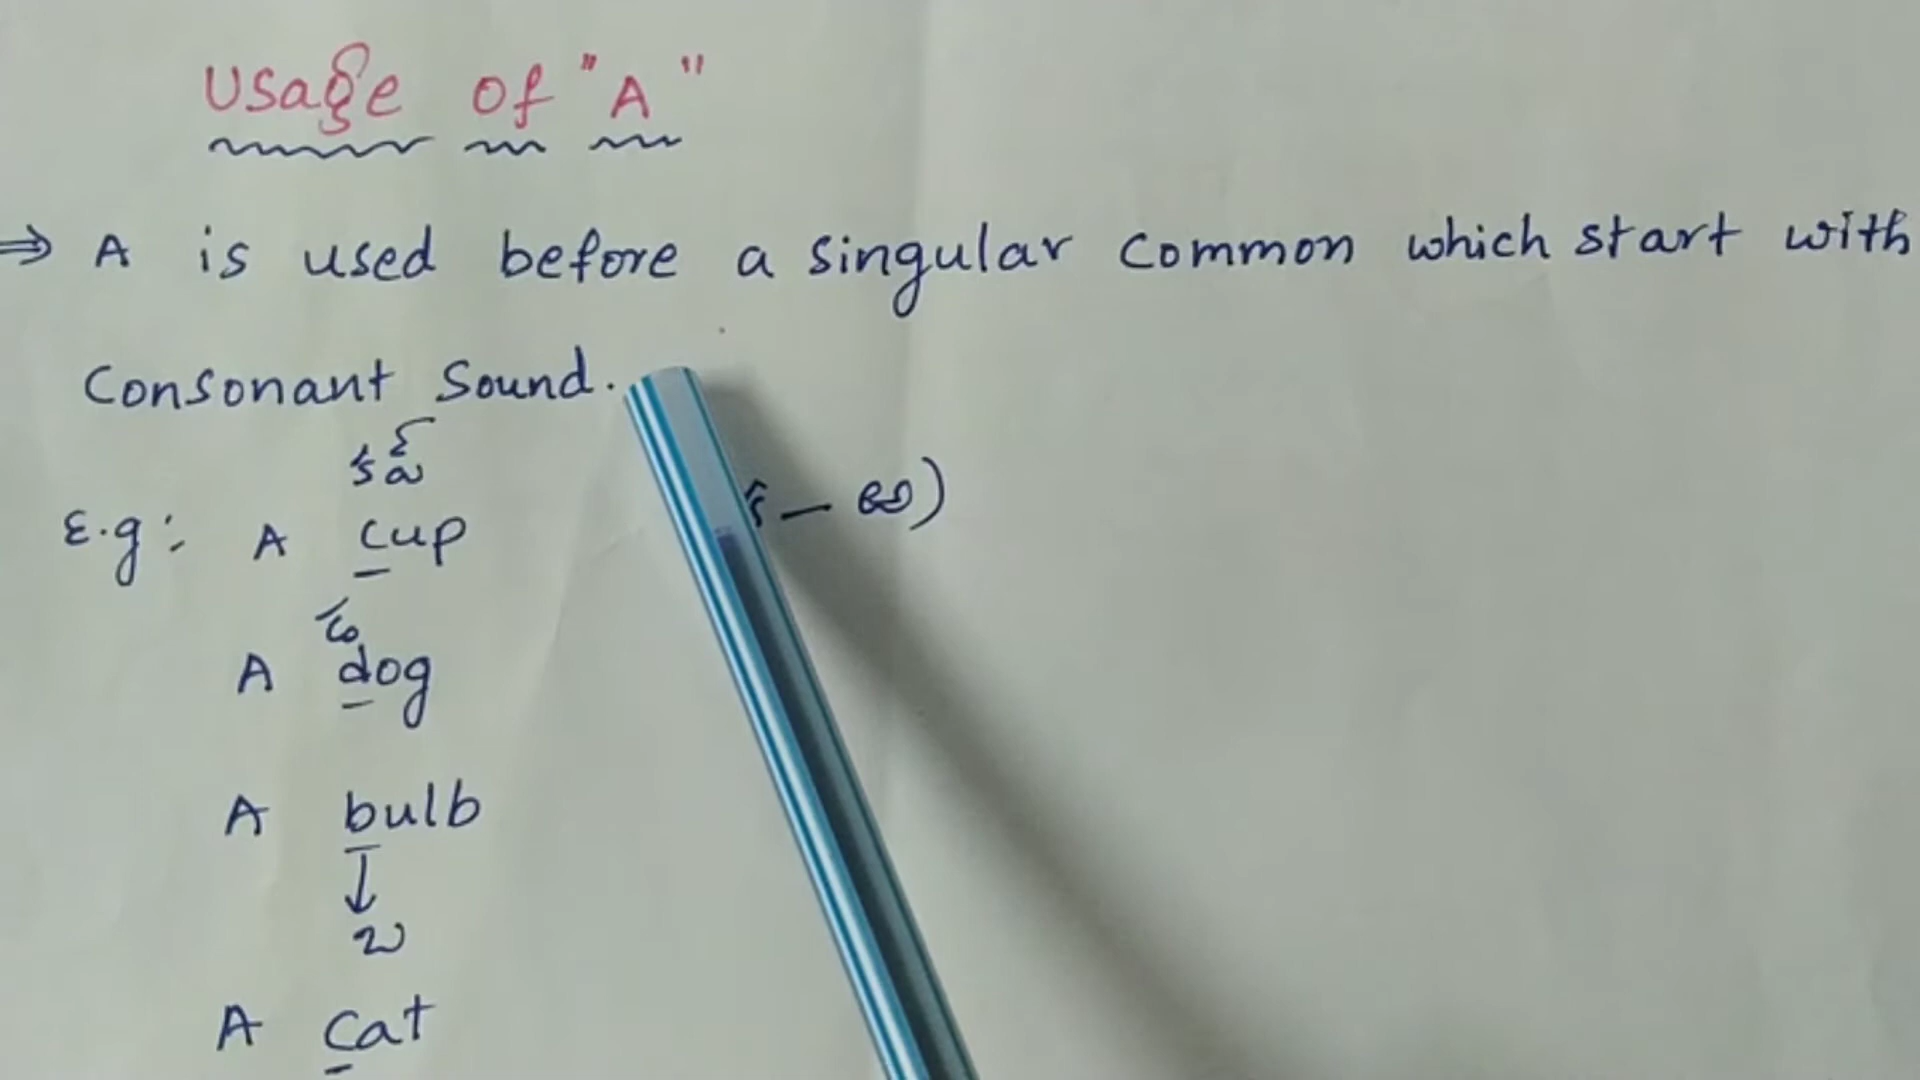 Usage of "A"
⇒ A is used before a singular common which start with
Consonant Sound.
E.g:- A cup
A dog
A bulb
↓
A cat